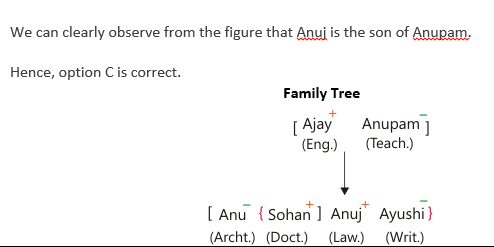 We can clearly observe from the figure that Anuj is the son of Anupam.
Hence, option C is correct.
Family Tree
[ Ajay+ Anupam− ]
(Eng.) (Teach.)
[ Anu− { Sohan+ ] Anuj+ Ayushi− }
(Archt.) (Doct.) (Law.) (Writ.)